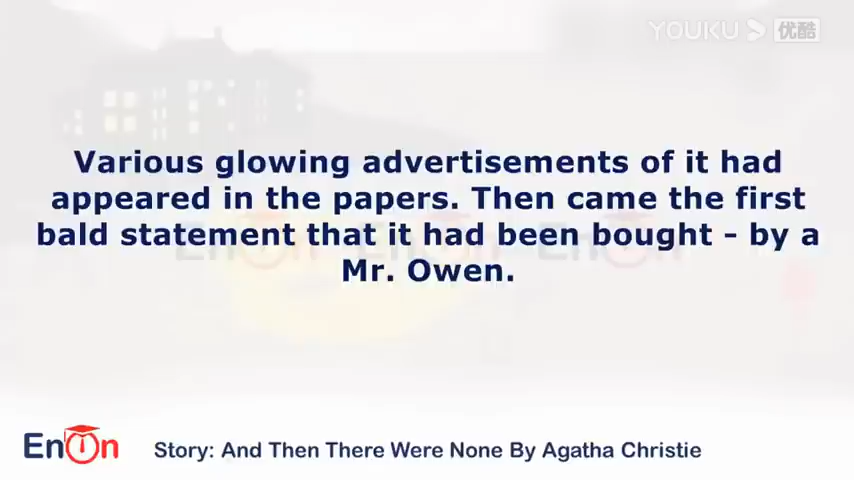 YOUKU 优酷
Various glowing advertisements of it had
appeared in the papers. Then came the first
bald statement that it had been bought - by a
Mr. Owen.
EnOn
Story: And Then There Were None By Agatha Christie